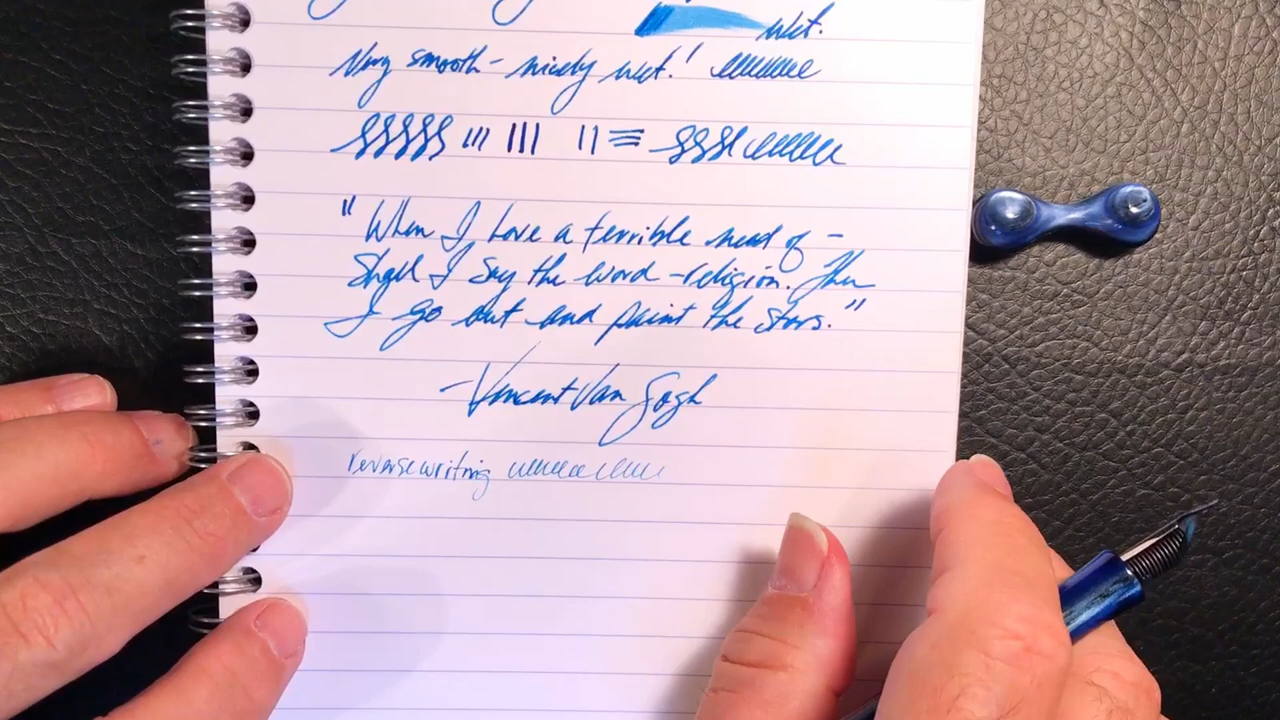 wet.
Very smooth - nicely wet!
"When I have a terrible need of -
Shall I say the word - religion. Then
I go out and paint the stars."
- Vincent Van Gogh
reverse writing